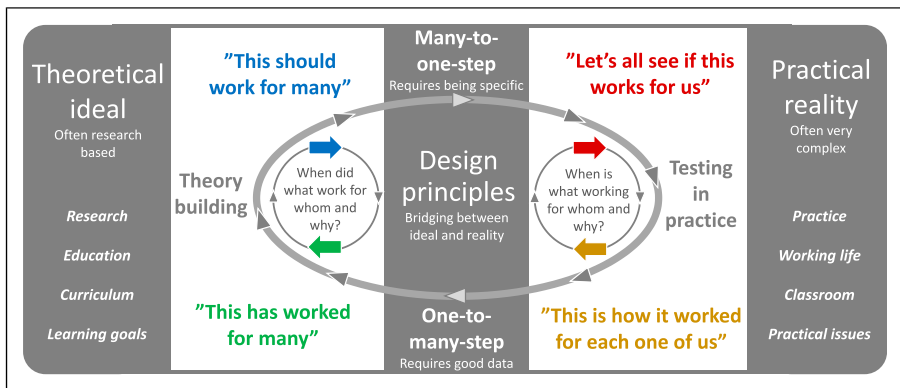 Theoretical
ideal
Often research
based
Research
Education
Curriculum
Learning goals
”This should
work for many”
Theory
building
When did
what work for
whom and
why?
”This has worked
for many”
Many-to-
one-step
Requires being specific
Design
principles
Bridging between
ideal and reality
One-to-
many-step
Requires good data
”Let’s all see if this
works for us”
When is
what working
for whom and
why?
Testing
in
practice
”This is how it worked
for each one of us”
Practical
reality
Often very
complex
Practice
Working life
Classroom
Practical issues